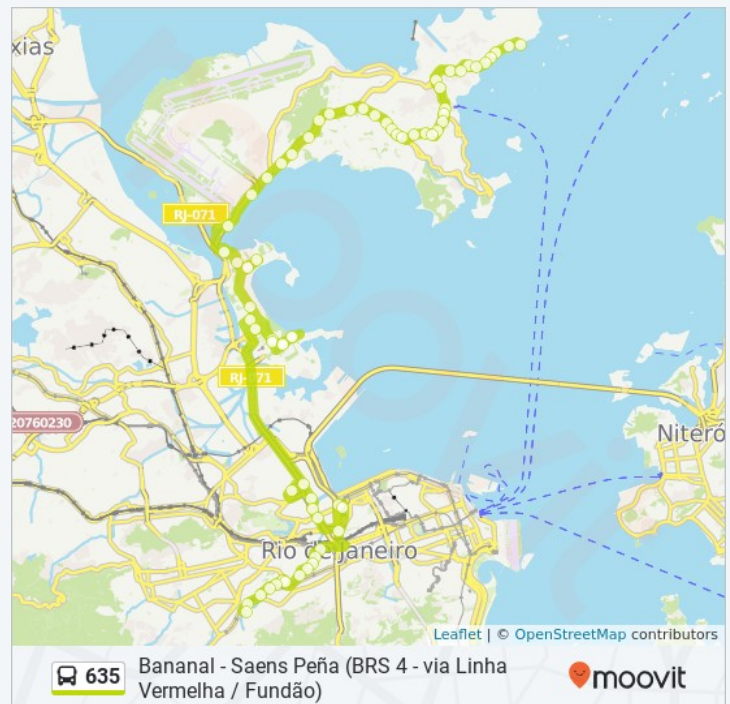 xias
RJ-071
RJ-071
20760230
Niteró
Rio de Janeiro
Leaflet | © OpenStreetMap contributors
635 Bananal - Saens Peña (BRS 4 - via Linha
Vermelha / Fundão)
moovit